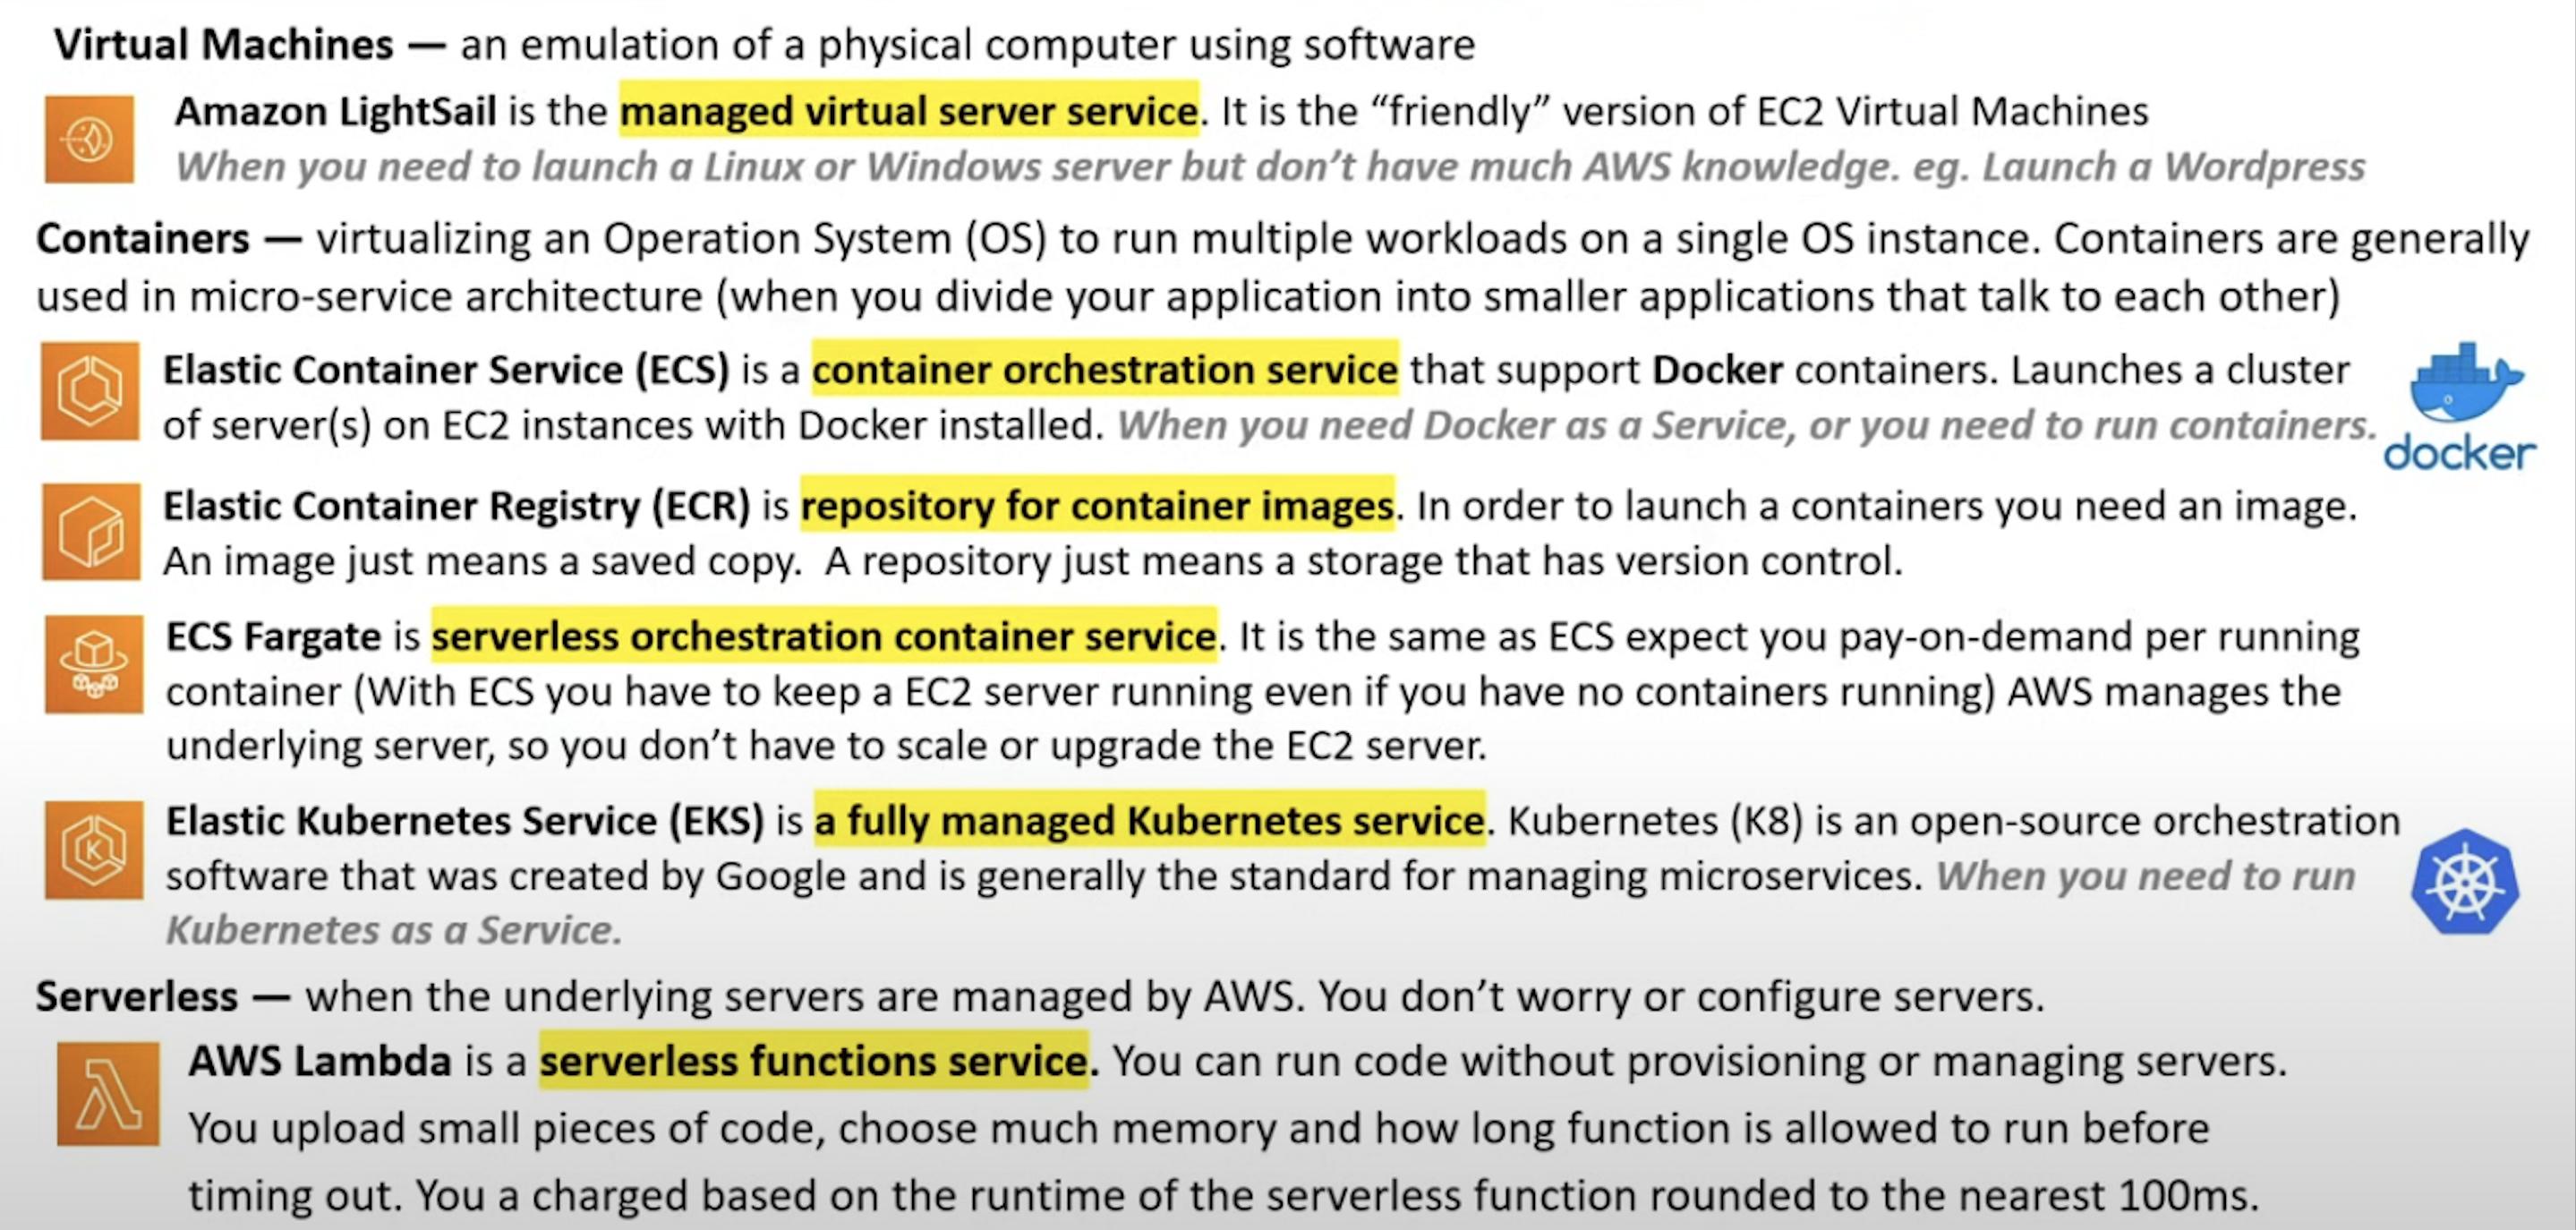 Virtual Machines — an emulation of a physical computer using software
Amazon LightSail is the managed virtual server service. It is the “friendly” version of EC2 Virtual Machines
When you need to launch a Linux or Windows server but don’t have much AWS knowledge. eg. Launch a Wordpress
Containers — virtualizing an Operation System (OS) to run multiple workloads on a single OS instance. Containers are generally
used in micro-service architecture (when you divide your application into smaller applications that talk to each other)
Elastic Container Service (ECS) is a container orchestration service that support Docker containers. Launches a cluster
of server(s) on EC2 instances with Docker installed. When you need Docker as a Service, or you need to run containers.
docker
Elastic Container Registry (ECR) is repository for container images. In order to launch a containers you need an image.
An image just means a saved copy. A repository just means a storage that has version control.
ECS Fargate is serverless orchestration container service. It is the same as ECS expect you pay-on-demand per running
container (With ECS you have to keep a EC2 server running even if you have no containers running) AWS manages the
underlying server, so you don’t have to scale or upgrade the EC2 server.
Elastic Kubernetes Service (EKS) is a fully managed Kubernetes service. Kubernetes (K8) is an open-source orchestration
software that was created by Google and is generally the standard for managing microservices. When you need to run
Kubernetes as a Service.
Serverless — when the underlying servers are managed by AWS. You don’t worry or configure servers.
AWS Lambda is a serverless functions service. You can run code without provisioning or managing servers.
You upload small pieces of code, choose much memory and how long function is allowed to run before
timing out. You a charged based on the runtime of the serverless function rounded to the nearest 100ms.